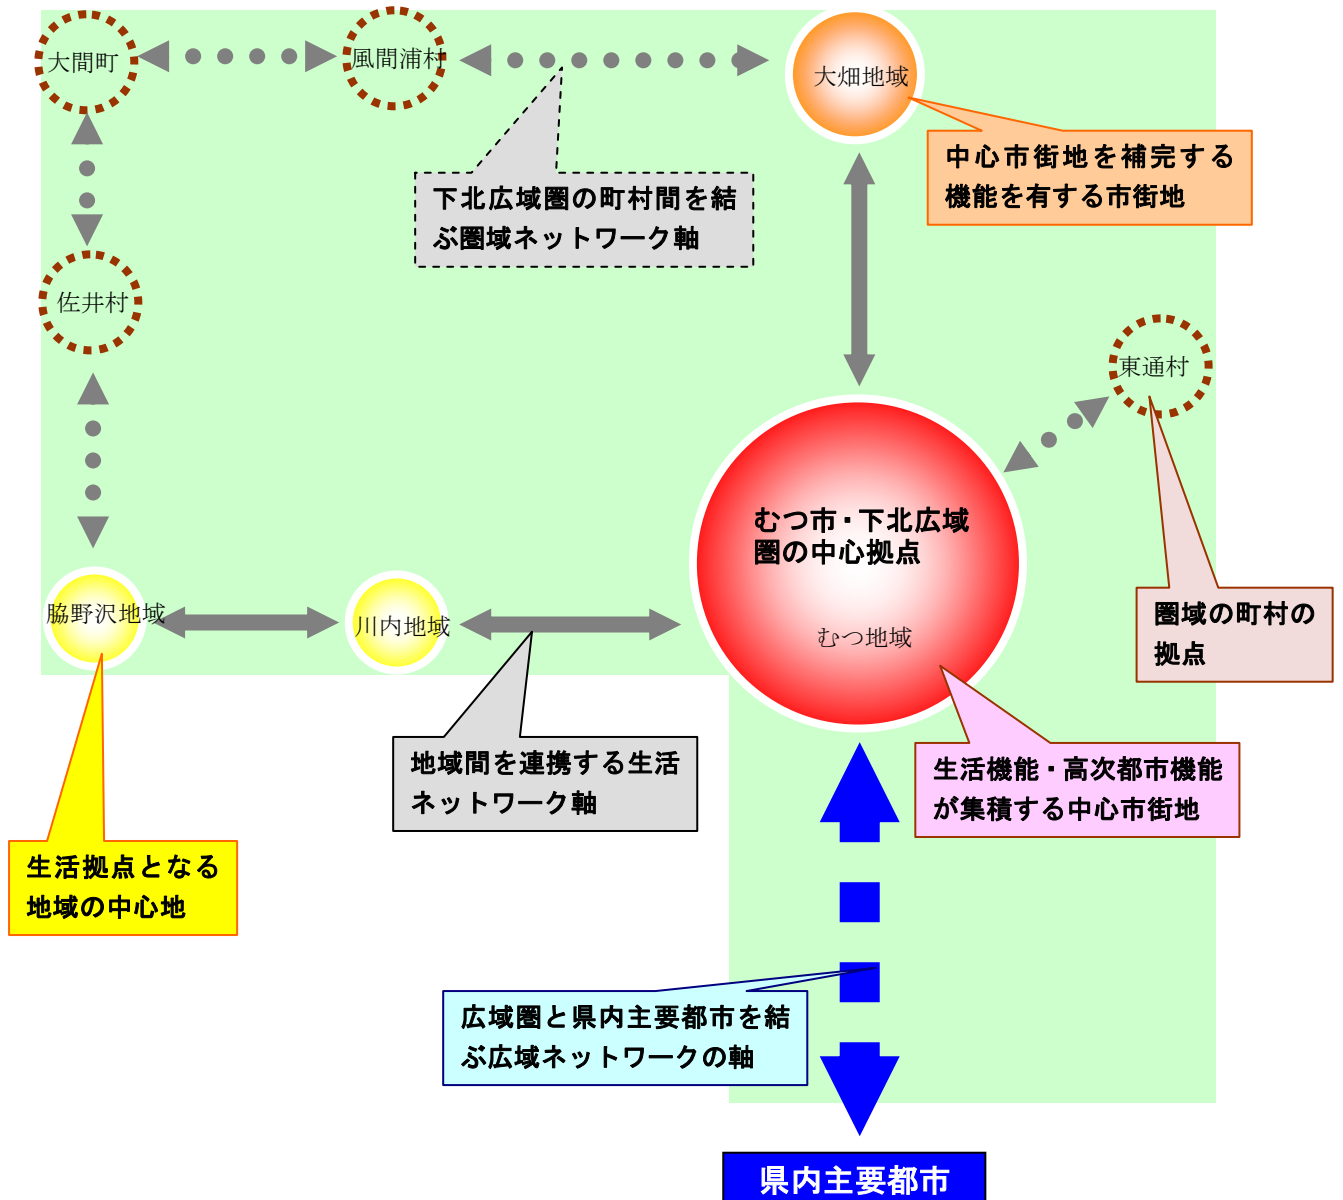 大間町
風間浦村
大畑地域
中心市街地を補完する
機能を有する市街地
下北広域圏の町村間を結
ぶ圏域ネットワーク軸
佐井村
東通村
むつ市・下北広域
圏の中心拠点
むつ地域
圏域の町村の
拠点
脇野沢地域
川内地域
地域間を連携する生活
ネットワーク軸
生活機能・高次都市機能
が集積する中心市街地
生活拠点となる
地域の中心地
広域圏と県内主要都市を結
ぶ広域ネットワークの軸
県内主要都市